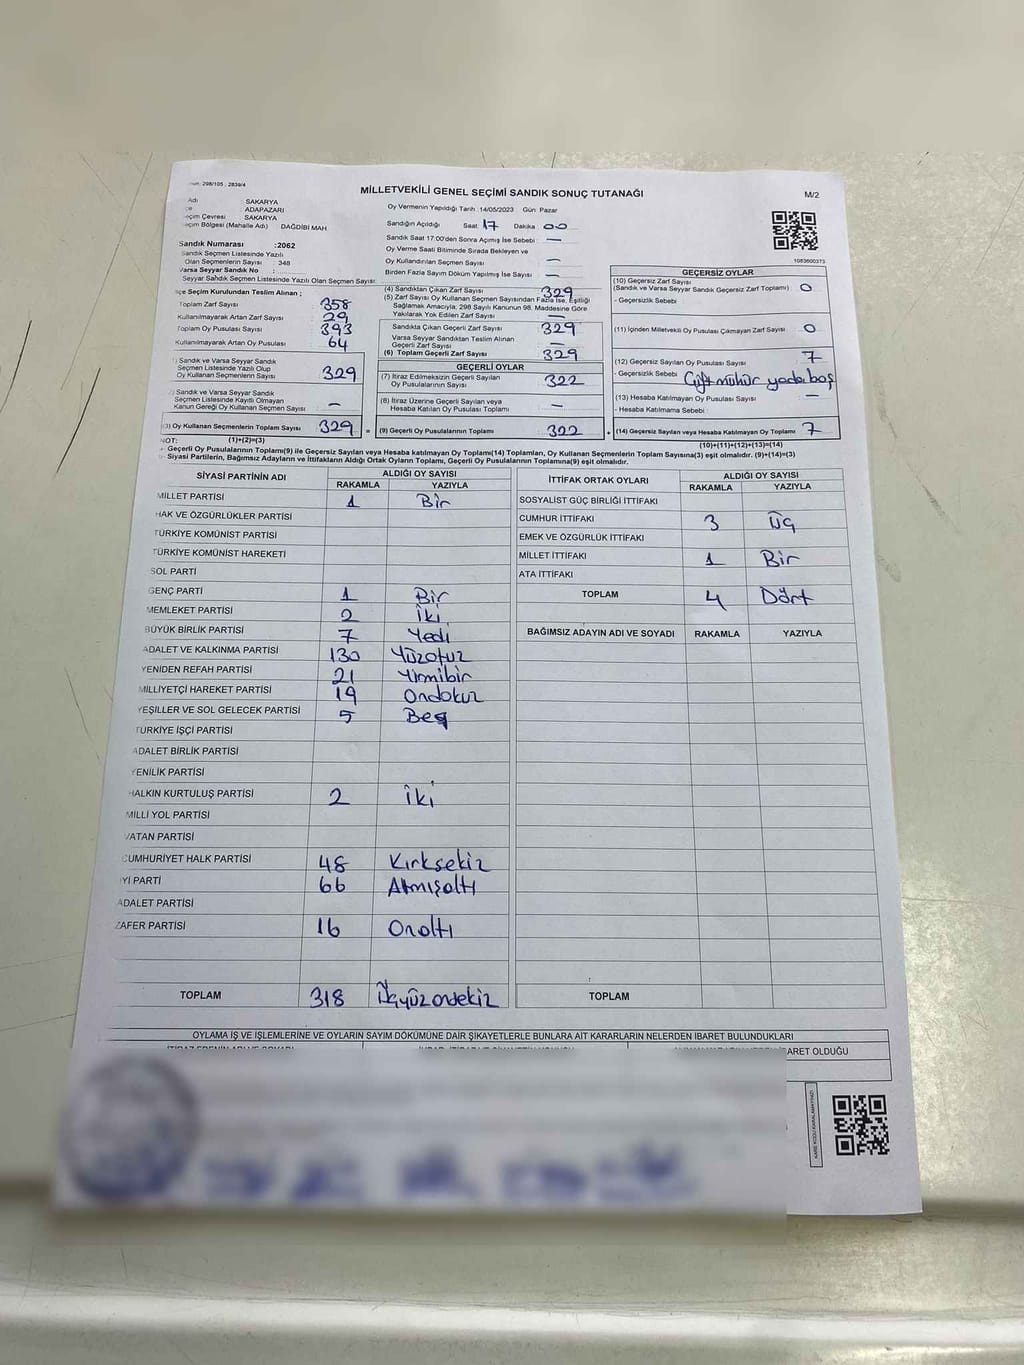 298/105 , 2839/4
MİLLETVEKİLİ GENEL SEÇİMİ SANDIK SONUÇ TUTANAĞI
M/2
Adı : SAKARYA
çe : ADAPAZARI
eçim Çevresi : SAKARYA
eçim Bölgesi (Mahalle Adı) DAĞDİBİ MAH
Sandık Numarası :2062
Sandık Seçmen Listesinde Yazılı
Olan Seçmenlerin Sayısı : 348
Varsa Seyyar Sandık No :
Seyyar Sandık Seçmen Listesinde Yazılı Olan Seçmen Sayısı:
Oy Vermenin Yapıldığı Tarih :14/05/2023 Gün: Pazar
Sandığın Açıldığı Saat 17 Dakika 00
Sandık Saat 17:00'den Sonra Açımış İse Sebebi : —
Oy Verme Saati Bitiminde Sırada Bekleyen ve
Oy Kullandırılan Seçmen Sayısı —
Birden Fazla Sayım Döküm Yapılmış İse Sayısı : —
1083600373
lçe Seçim Kurulundan Teslim Alınan ;
Toplam Zarf Sayısı 358
Kullanılmayarak Artan Zarf Sayısı 29
Toplam Oy Pusulası Sayısı 393
Kullanılmayarak Artan Oy Pusulası 64
1) Sandık ve Varsa Seyyar Sandık
Seçmen Listesinde Yazılı Olup
Oy Kullanan Seçmenlerin Sayısı 329
2) Sandık ve Varsa Seyyar Sandık
Seçmen Listesinde Kaydı Olmayan
Kanun Gereği Oy Kullanan Seçmen Sayısı —
(3) Oy Kullanan Seçmenlerin Toplam Sayısı 329 =
(4) Sandıktan Çıkan Zarf Sayısı 329
(5) Zarf Sayısı Oy Kullanan Seçmen Sayısından Fazla İse, Eşitliği
Sağlamak Amacıyla; 298 Sayılı Kanunun 98. Maddesine Göre
Yakılarak Yok Edilen Zarf Sayısı —
Sandıkta Çıkan Geçerli Zarf Sayısı 329
Varsa Seyyar Sandıktan Teslim Alınan
Geçerli Zarf Sayısı —
(6) Toplam Geçerli Zarf Sayısı 329
GEÇERLİ OYLAR
(7) İtiraz Edilmeksizin Geçerli Sayılan
Oy Pusulalarının Sayısı 322
(8) İtiraz Üzerine Geçerli Sayılan veya
Hesaba Katılan Oy Pusulası Toplamı —
(9) Geçerli Oy Pusulalarının Toplamı 322 +
GEÇERSİZ OYLAR
(10) Geçersiz Zarf Sayısı
(Sandık ve Varsa Seyyar Sandık Geçersiz Zarf Toplamı) 0
- Geçersizlik Sebebi
(11) İçinden Milletvekili Oy Pusulası Çıkmayan Zarf Sayısı 0
(12) Geçersiz Sayılan Oy Pusulası Sayısı 7
- Geçersizlik Sebebi Çift mühür yada boş
(13) Hesaba Katılmayan Oy Pusulası Sayısı : —
- Hesaba Katılmama Sebebi :
(14) Geçersiz Sayılan veya Hesaba Katılmayan Oy Toplamı 7
NOT: (1)+(2)=(3)
(10)+(11)+(12)+(13)=(14)
- Geçerli Oy Pusulalarının Toplamı(9) ile Geçersiz Sayılan veya Hesaba katılmayan Oy Toplamı(14) Toplamları, Oy Kullanan Seçmenlerin Toplam Sayısına(3) eşit olmalıdır. (9)+(14)=(3)
- Siyasi Partilerin, Bağımsız Adayların ve İttifakların Aldığı Ortak Oyların Toplamı, Geçerli Oy Pusulalarının Toplamına(9) eşit olmalıdır.
SİYASİ PARTİNİN ADI
ALDIĞI OY SAYISI
RAKAMLA YAZIYLA
MİLLET PARTİSİ 1 Bir
HAK VE ÖZGÜRLÜKLER PARTİSİ
TÜRKİYE KOMÜNİST PARTİSİ
TÜRKİYE KOMÜNİST HAREKETİ
SOL PARTİ
GENÇ PARTİ 1 Bir
MEMLEKET PARTİSİ 2 İki
BÜYÜK BİRLİK PARTİSİ 7 Yedi
ADALET VE KALKINMA PARTİSİ 130 Yüzotuz
YENİDEN REFAH PARTİSİ 21 Yirmibir
MİLLİYETÇİ HAREKET PARTİSİ 19 Ondokuz
YEŞİLLER VE SOL GELECEK PARTİSİ 5 Beş
TÜRKİYE İŞÇİ PARTİSİ
ADALET BİRLİK PARTİSİ
YENİLİK PARTİSİ
HALKIN KURTULUŞ PARTİSİ 2 İki
MİLLİ YOL PARTİSİ
VATAN PARTİSİ
CUMHURİYET HALK PARTİSİ 48 Kırksekiz
İYİ PARTİ 66 Atmışaltı
ADALET PARTİSİ
ZAFER PARTİSİ 16 Onaltı
TOPLAM 318 Üçyüzonsekiz
İTTİFAK ORTAK OYLARI
ALDIĞI OY SAYISI
RAKAMLA YAZIYLA
SOSYALİST GÜÇ BİRLİĞİ İTTİFAKI
CUMHUR İTTİFAKI 3 Üç
EMEK VE ÖZGÜRLÜK İTTİFAKI
MİLLET İTTİFAKI 1 Bir
ATA İTTİFAKI
TOPLAM 4 Dört
BAĞIMSIZ ADAYIN ADI VE SOYADI RAKAMLA YAZIYLA
TOPLAM
OYLAMA İŞ VE İŞLEMLERİNE VE OYLARIN SAYIM DÖKÜMÜNE DAİR ŞİKAYETLERLE BUNLARA AİT KARARLARIN NELERDEN İBARET BULUNDUKLARI
BARET OLDUĞU